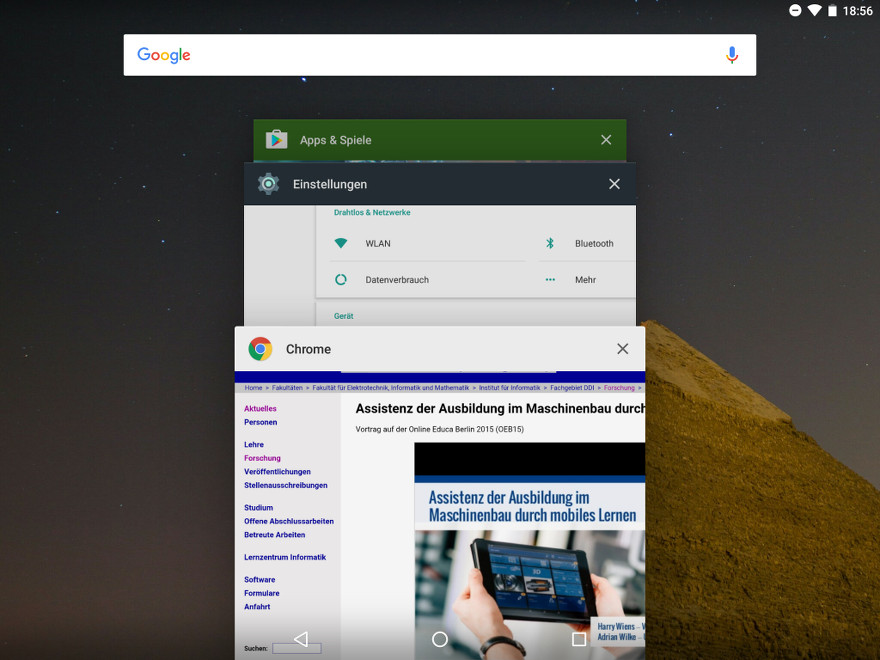 18:56
Google
Apps & Spiele
Einstellungen
Drahtlos & Netzwerke
WLAN
Bluetooth
Datenverbrauch
Mehr
Gerät
Chrome
Home > Fakultäten > Fakultät für Elektrotechnik, Informatik und Mathematik > Institut für Informatik > Fachgebiet DDI > Forschung >
Aktuelles
Personen
Lehre
Forschung
Veröffentlichungen
Stellenausschreibungen
Studium
Offene Abschlussarbeiten
Betreute Arbeiten
Lernzentrum Informatik
Software
Formulare
Anfahrt
Suchen:
Assistenz der Ausbildung im Maschinenbau durch
Vortrag auf der Online Educa Berlin 2015 (OEB15)
Assistenz der Ausbildung im
Maschinenbau durch mobiles Lernen
3D
Harry Wiens –
Adrian Wilke –